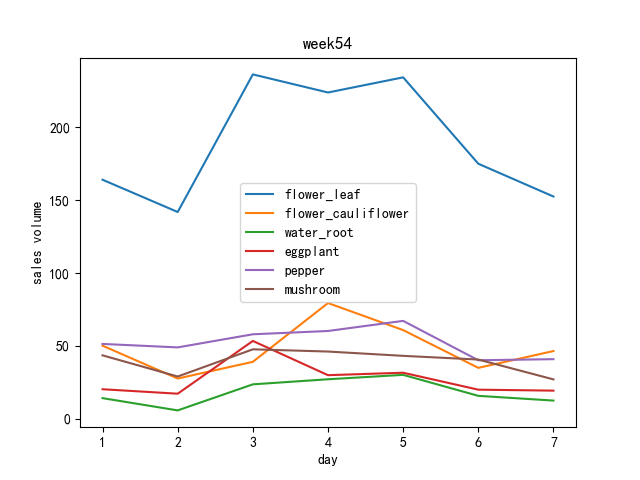 week54
sales volume
200
150
100
50
0
flower_leaf
flower_cauliflower
water_root
eggplant
pepper
mushroom
1 2 3 4 5 6 7
day